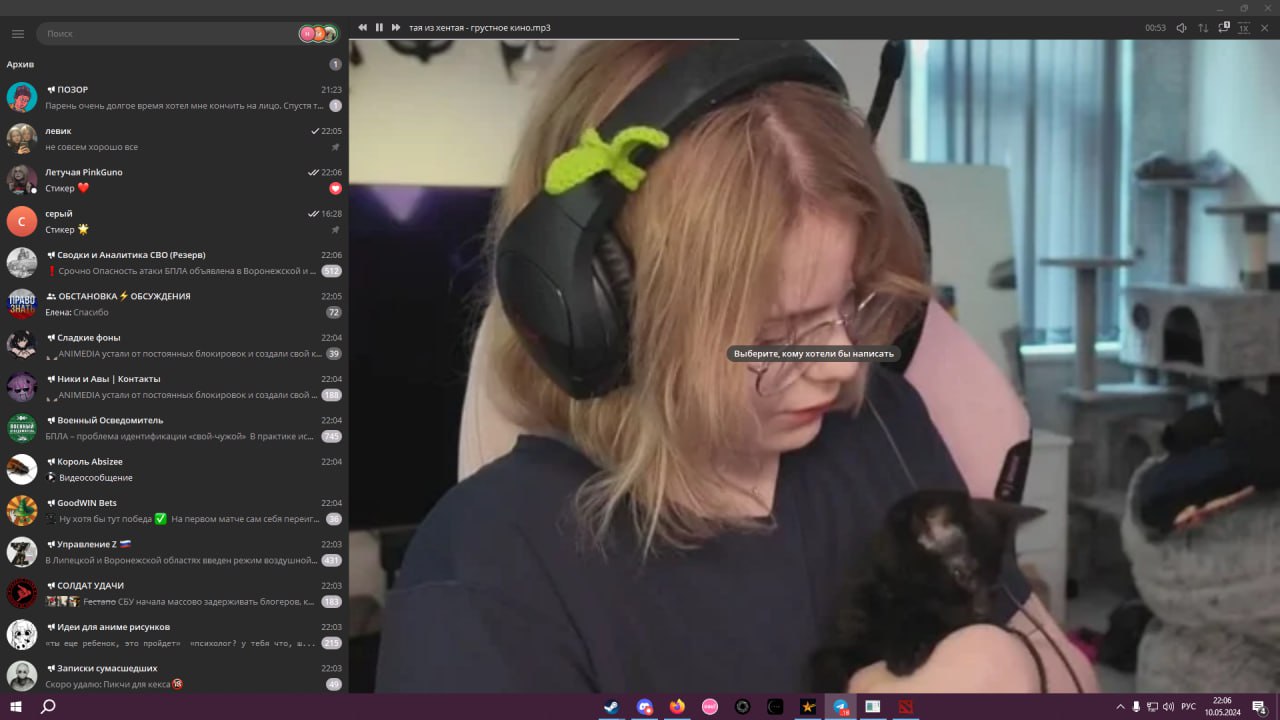 Поиск
тая из хентая - грустное кино.mp3
00:53
1X
Архив
1
ПОЗОР
21:23
Парень очень долгое время хотел мне кончить на лицо. Спустя т...
1
левик
22:05
не совсем хорошо все
Летучая PinkGuno
22:06
Стикер ❤️
С
серый
16:28
Стикер 🌟
Сводки и Аналитика СВО (Резерв)
22:06
❗ Срочно Опасность атаки БПЛА объявлена в Воронежской и ...
512
ПРАВО
ЗНАТЬ
ОБСТАНОВКА⚡ОБСУЖДЕНИЯ
22:05
Елена: Спасибо
72
Сладкие фоны
22:04
ANIMEDIA устали от постоянных блокировок и создали свой к...
39
Ники и Авы | Контакты
22:04
ANIMEDIA устали от постоянных блокировок и создали свой ...
188
Военный Осведомитель
22:04
БПЛА – проблема идентификации «свой-чужой»  В практике ис...
745
Король Absizee
22:04
Видеосообщение
GoodWIN Bets
22:04
Ну хотя бы тут победа ✅ На первом матче сам себя переиг...
36
Управление Z 🇷🇺
22:03
В Липецкой и Воронежской областях введен режим воздушной...
431
СОЛДАТ УДАЧИ
22:03
Гестапо СБУ начала массово задерживать блогеров, к...
183
Идеи для аниме рисунков
22:03
«ты еще ребенок, это пройдет»  «психолог? у тебя что, ш...
215
Записки сумасшедших
22:03
Скоро удалю: Пикчи для кекса🔞
49
Выберите, кому хотели бы написать
РУС
22:06
10.05.2024
4